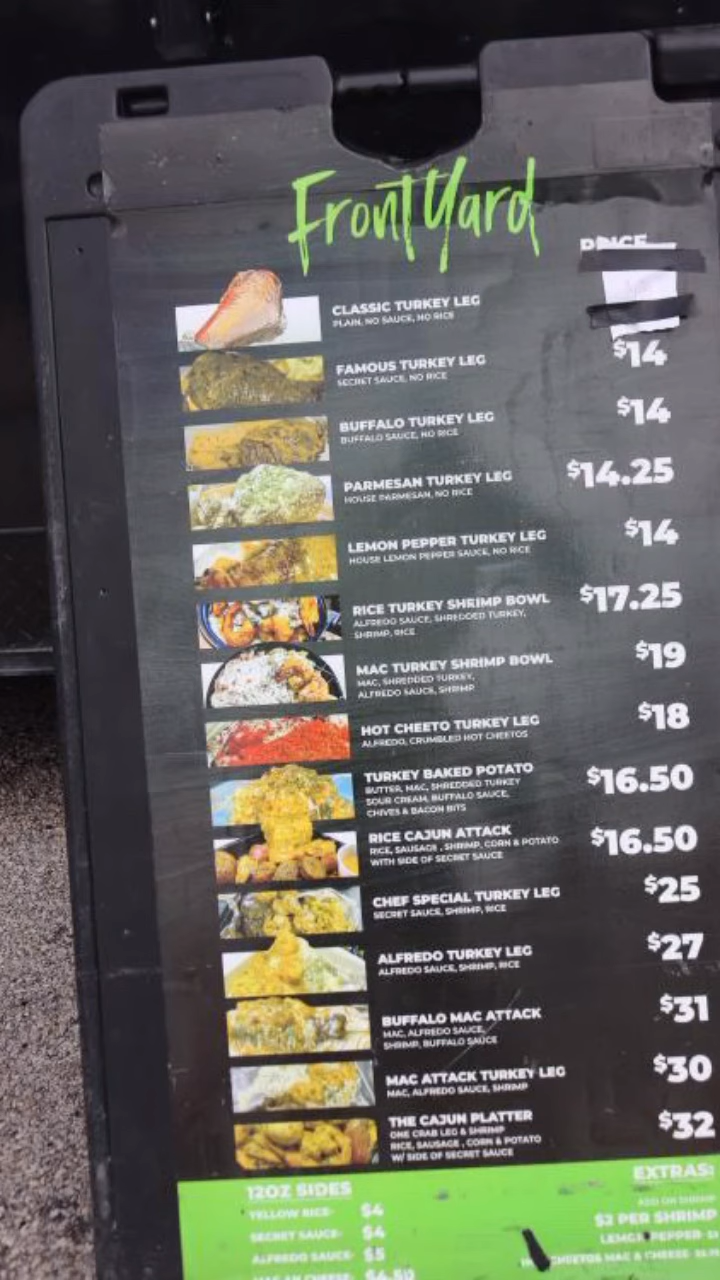 Front Yard
PRICE
CLASSIC TURKEY LEG
PLAIN, NO SAUCE, NO RICE
$14
FAMOUS TURKEY LEG
SECRET SAUCE, NO RICE
$14
BUFFALO TURKEY LEG
BUFFALO SAUCE, NO RICE
$14.25
PARMESAN TURKEY LEG
HOUSE PARMESAN, NO RICE
$14
LEMON PEPPER TURKEY LEG
HOUSE LEMON PEPPER SAUCE, NO RICE
$17.25
RICE TURKEY SHRIMP BOWL
ALFREDO SAUCE, SHREDDED TURKEY,
SHRIMP, RICE
$19
MAC TURKEY SHRIMP BOWL
MAC, SHREDDED TURKEY,
ALFREDO SAUCE, SHRIMP
$18
HOT CHEETO TURKEY LEG
ALFREDO, CRUMBLED HOT CHEETOS
$16.50
TURKEY BAKED POTATO
BUTTER, MAC, SHREDDED TURKEY
SOUR CREAM, BUFFALO SAUCE,
CHIVES & BACON BITS
$16.50
RICE CAJUN ATTACK
RICE, SAUSAGE, SHRIMP, CORN & POTATO
WITH SIDE OF SECRET SAUCE
$25
CHEF SPECIAL TURKEY LEG
SECRET SAUCE, SHRIMP, RICE
$27
ALFREDO TURKEY LEG
ALFREDO SAUCE, SHRIMP, RICE
$31
BUFFALO MAC ATTACK
MAC, ALFREDO SAUCE,
SHRIMP, BUFFALO SAUCE
$30
MAC ATTACK TURKEY LEG
MAC, ALFREDO SAUCE, SHRIMP
$32
THE CAJUN PLATTER
ONE CRAB LEG & SHRIMP
RICE, SAUSAGE, CORN & POTATO
W/ SIDE OF SECRET SAUCE
12OZ SIDES
YELLOW RICE- $4
SECRET SAUCE- $4
ALFREDO SAUCE- $5
$4.50
EXTRAS:
ADD ON SHRIMP
$2 PER SHRIMP
PEPPER
CHEETOS MAC & CHEESE